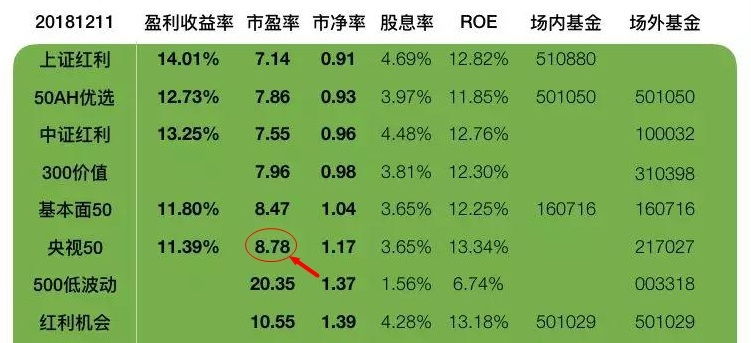 20181211 盈利收益率 市盈率 市净率 股息率 ROE 场内基金 场外基金
上证红利 14.01% 7.14 0.91 4.69% 12.82% 510880
50AH优选 12.73% 7.86 0.93 3.97% 11.85% 501050 501050
中证红利 13.25% 7.55 0.96 4.48% 12.76% 100032
300价值 7.96 0.98 3.81% 12.30% 310398
基本面50 11.80% 8.47 1.04 3.65% 12.25% 160716 160716
央视50 11.39% 8.78 1.17 3.65% 13.34% 217027
500低波动 20.35 1.37 1.56% 6.74% 003318
红利机会 10.55 1.39 4.28% 13.18% 501029 501029